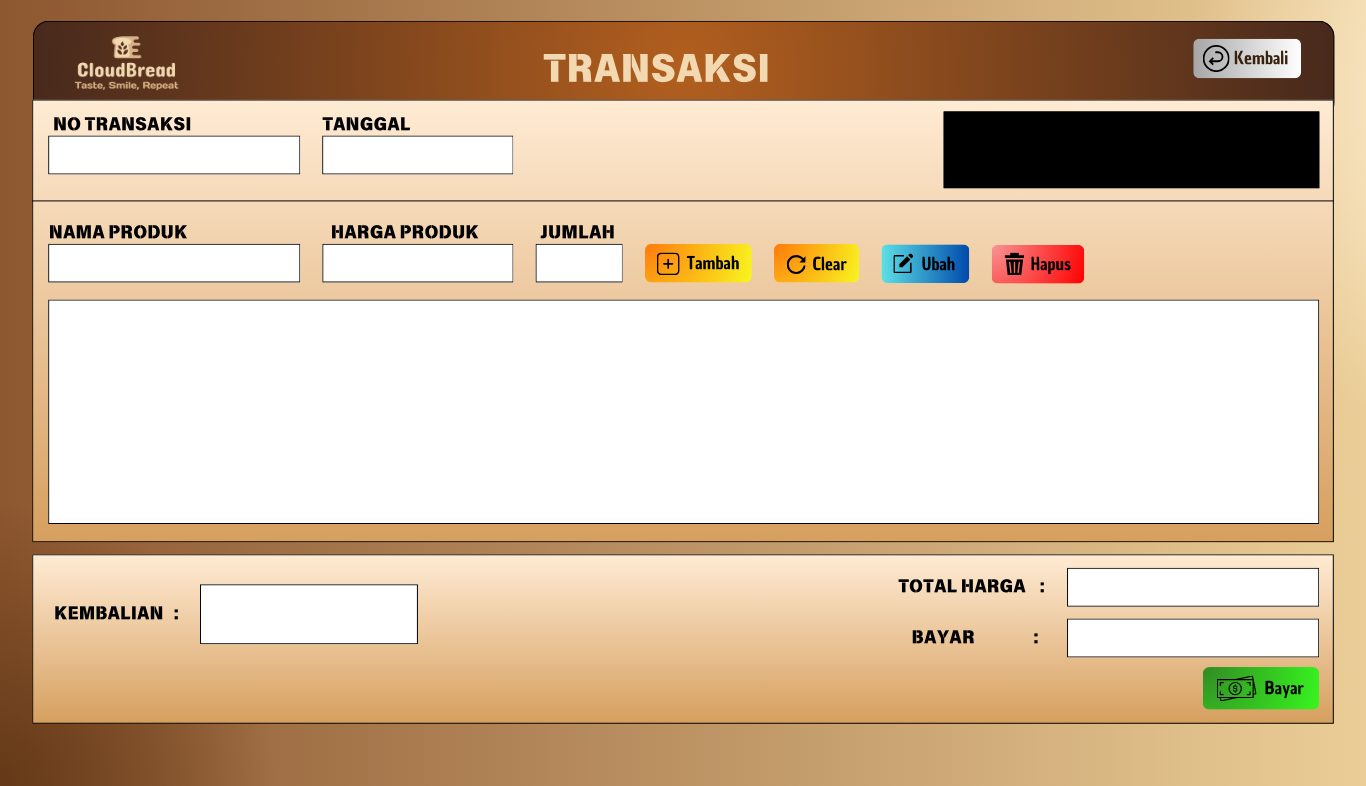 CloudBread
Taste, Smile, Repeat
TRANSAKSI
Kembali
NO TRANSAKSI
TANGGAL
NAMA PRODUK
HARGA PRODUK
JUMLAH
Tambah
Clear
Ubah
Hapus
KEMBALIAN :
TOTAL HARGA :
BAYAR :
Bayar